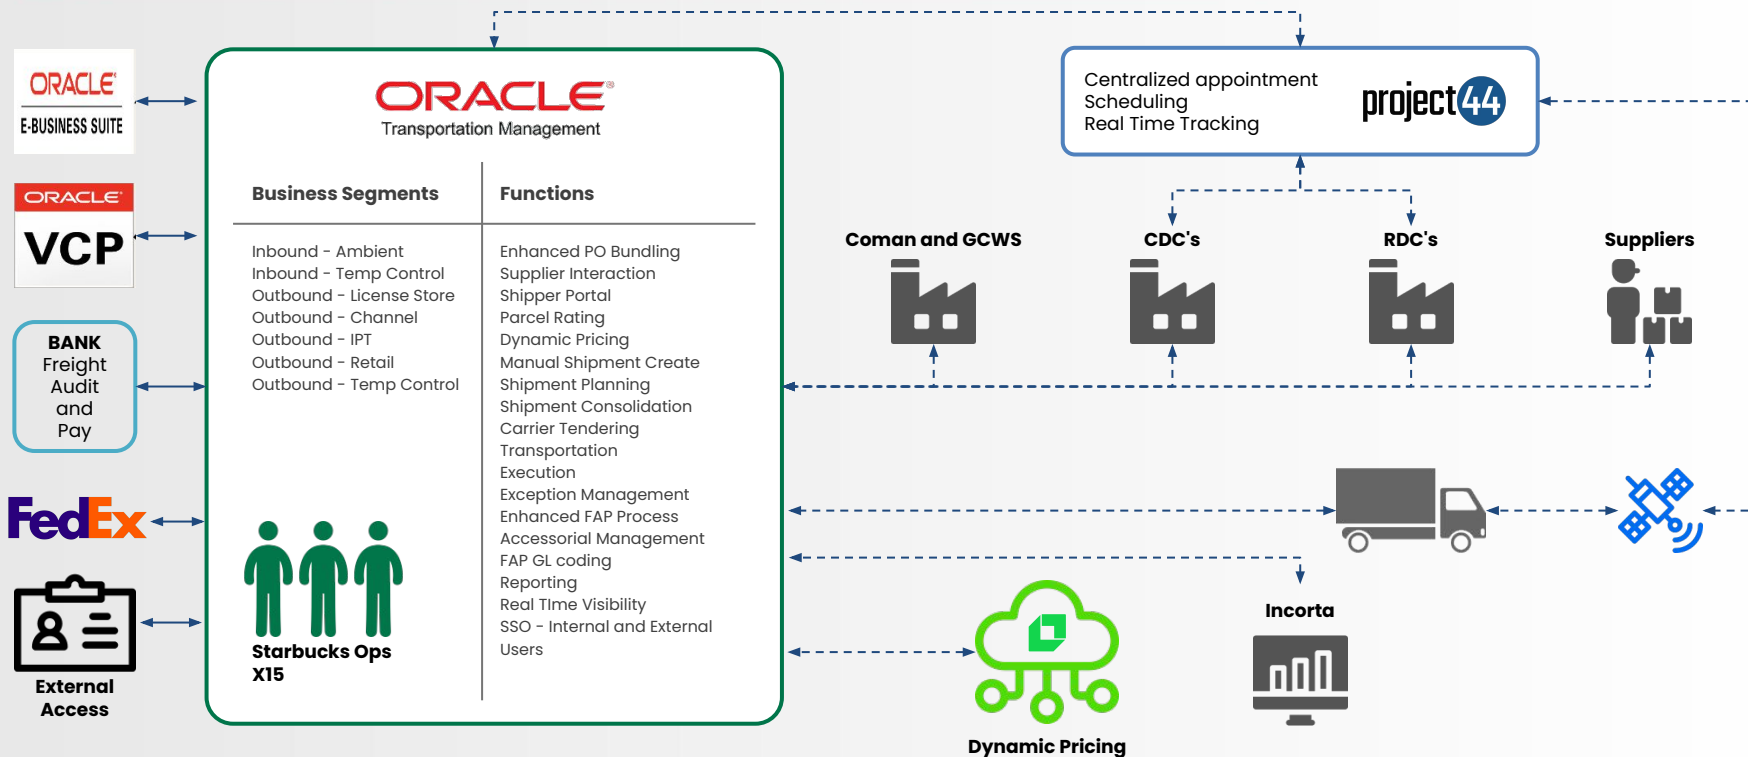 ORACLE
E-BUSINESS SUITE
ORACLE
VCP
BANK
Freight
Audit
and
Pay
FedEx
External
Access
ORACLE
Transportation Management
Business Segments
Inbound - Ambient
Inbound - Temp Control
Outbound - License Store
Outbound - Channel
Outbound - IPT
Outbound - Retail
Outbound - Temp Control
Starbucks Ops
X15
Functions
Enhanced PO Bundling
Supplier Interaction
Shipper Portal
Parcel Rating
Dynamic Pricing
Manual Shipment Create
Shipment Planning
Shipment Consolidation
Carrier Tendering
Transportation
Execution
Exception Management
Enhanced FAP Process
Accessorial Management
FAP GL coding
Reporting
Real TIme Visibility
SSO - Internal and External
Users
Centralized appointment
Scheduling
Real Time Tracking
project44
Coman and GCWS
CDC's
RDC's
Suppliers
Incorta
Dynamic Pricing